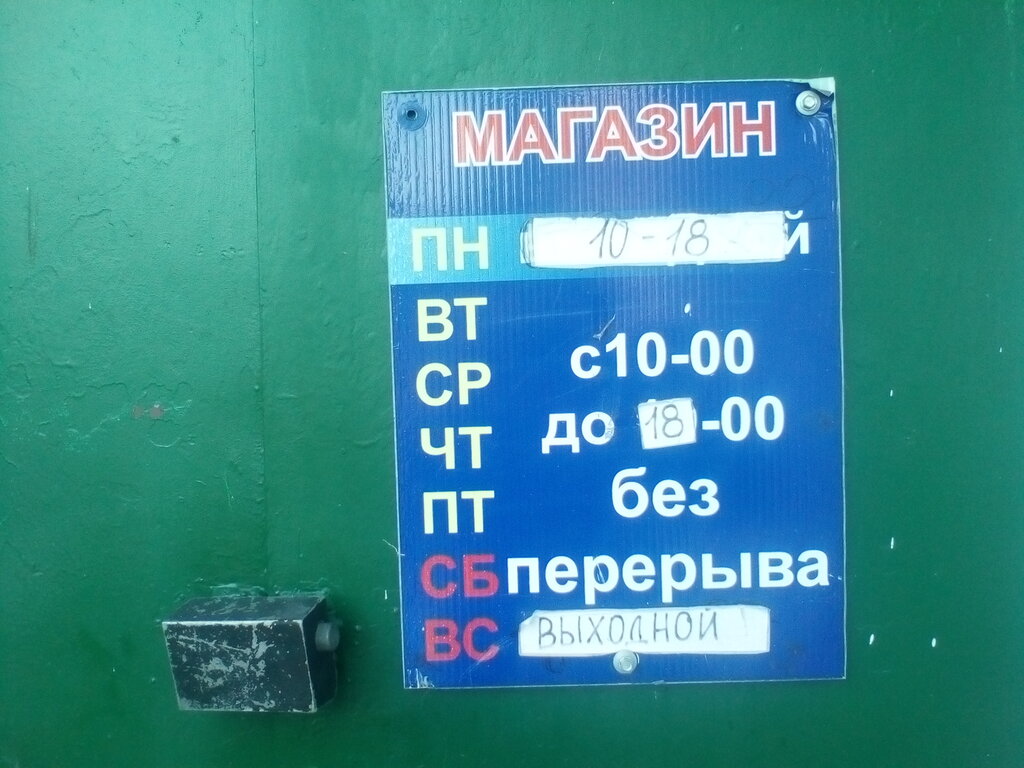 МАГАЗИН
ПН 10-18 й
ВТ
с10-00
СР
до 18-00
ЧТ
без
ПТ
СБ перерыва
ВС ВЫХОДНОЙ